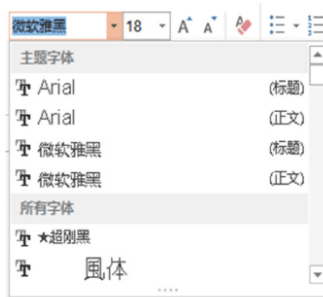 微软雅黑 18
主题字体
Arial (标题)
Arial (正文)
微软雅黑 (标题)
微软雅黑 (正文)
所有字体
★超刚黑
風体